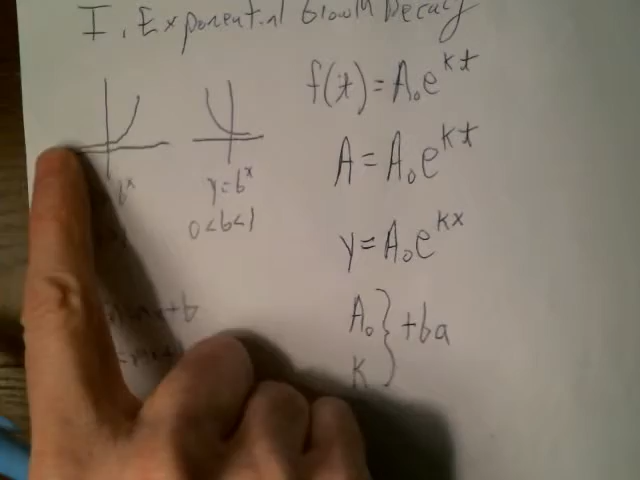 I. Exponential Growth Decay
f(t) = A₀e^{kt}
A = A₀e^{kt}
y = A₀e^{kx}
A₀ } tba
K
b^x
y = b^x
0 < b < 1
+b